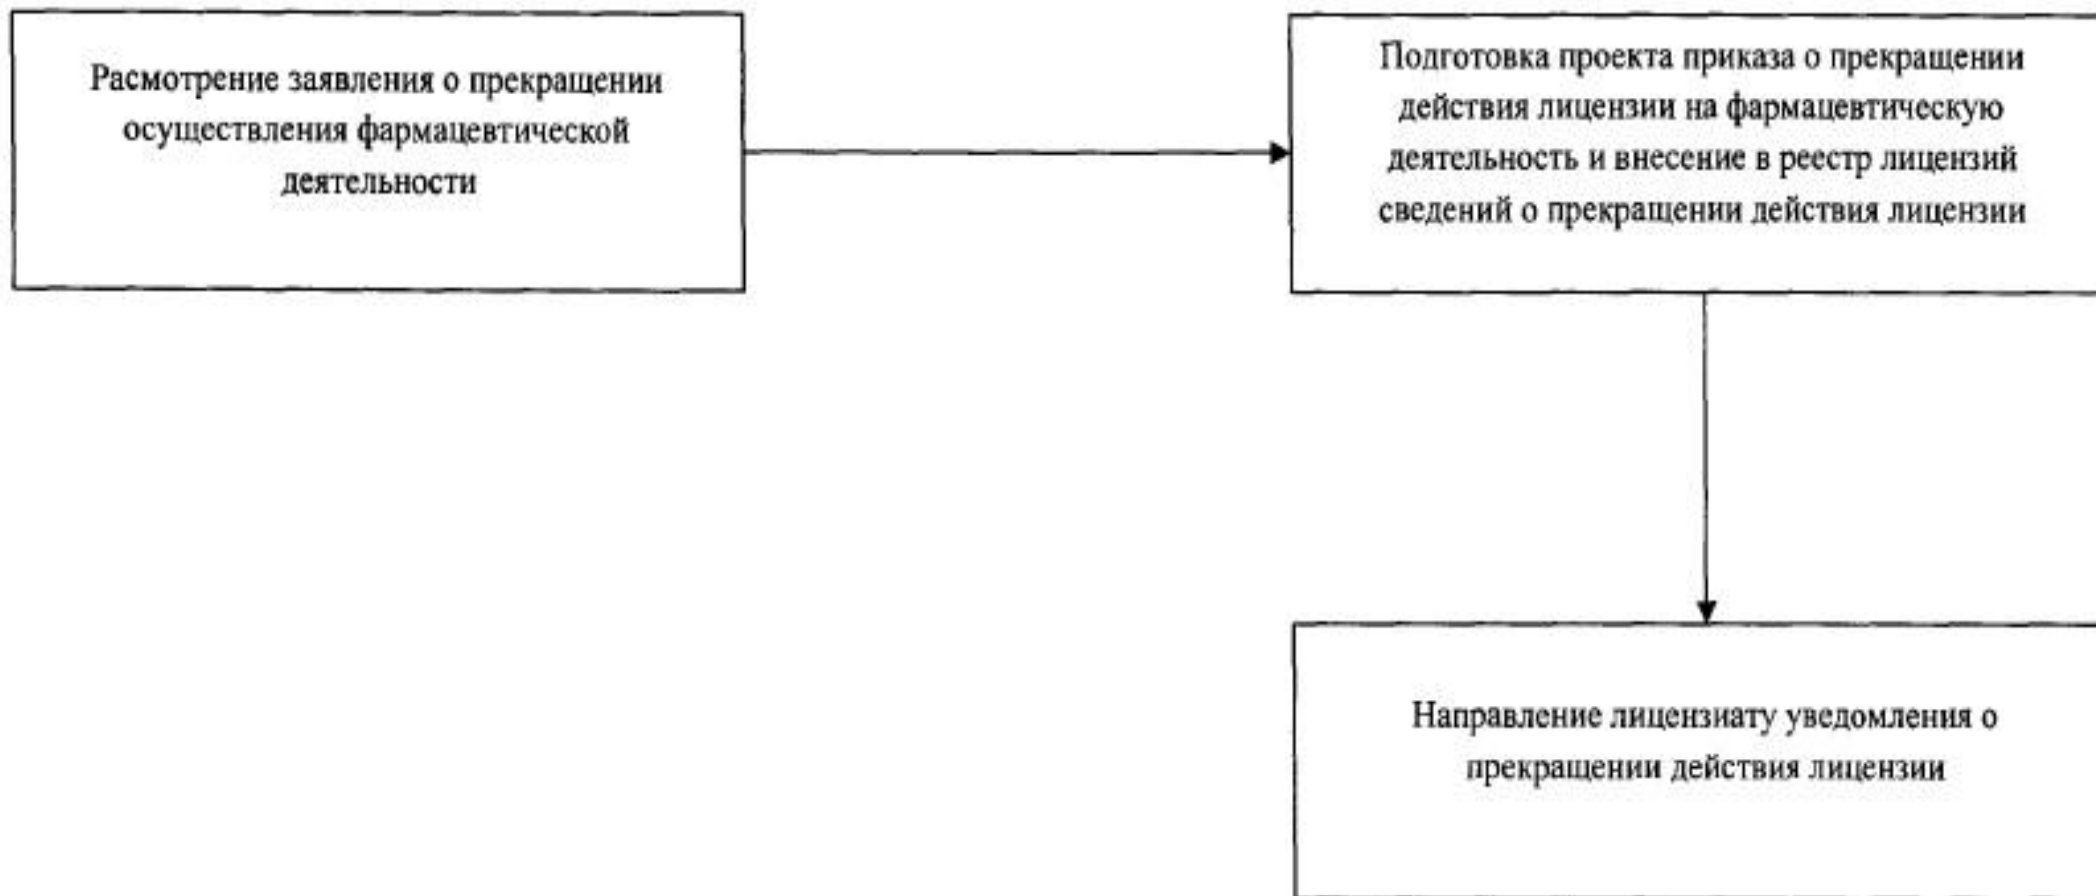 Расмотрение заявления о прекращении
осуществления фармацевтической
деятельности
Подготовка проекта приказа о прекращении
действия лицензии на фармацевтическую
деятельность и внесение в реестр лицензий
сведений о прекращении действия лицензии
Направление лицензиату уведомления о
прекращении действия лицензии